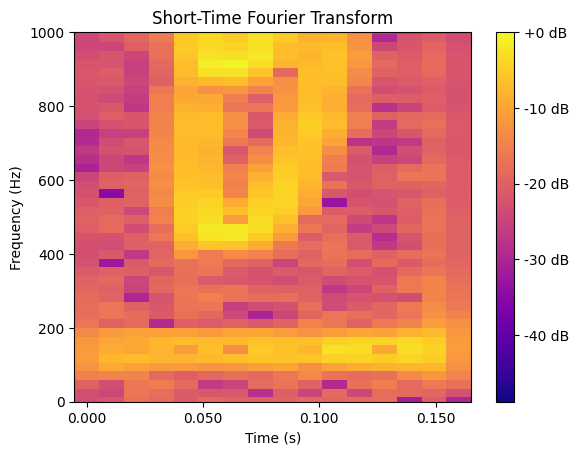 Short-Time Fourier Transform
1000
800
600
400
200
0
Frequency (Hz)
0.000
0.050
0.100
0.150
Time (s)
+0 dB
-10 dB
-20 dB
-30 dB
-40 dB